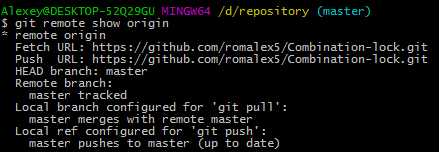 Alexey@DESKTOP-52Q29GU MINGW64 /d/repository (master)
$ git remote show origin
* remote origin
  Fetch URL: https://github.com/romalex5/Combination-lock.git
  Push  URL: https://github.com/romalex5/Combination-lock.git
  HEAD branch: master
  Remote branch:
    master tracked
  Local branch configured for 'git pull':
    master merges with remote master
  Local ref configured for 'git push':
    master pushes to master (up to date)